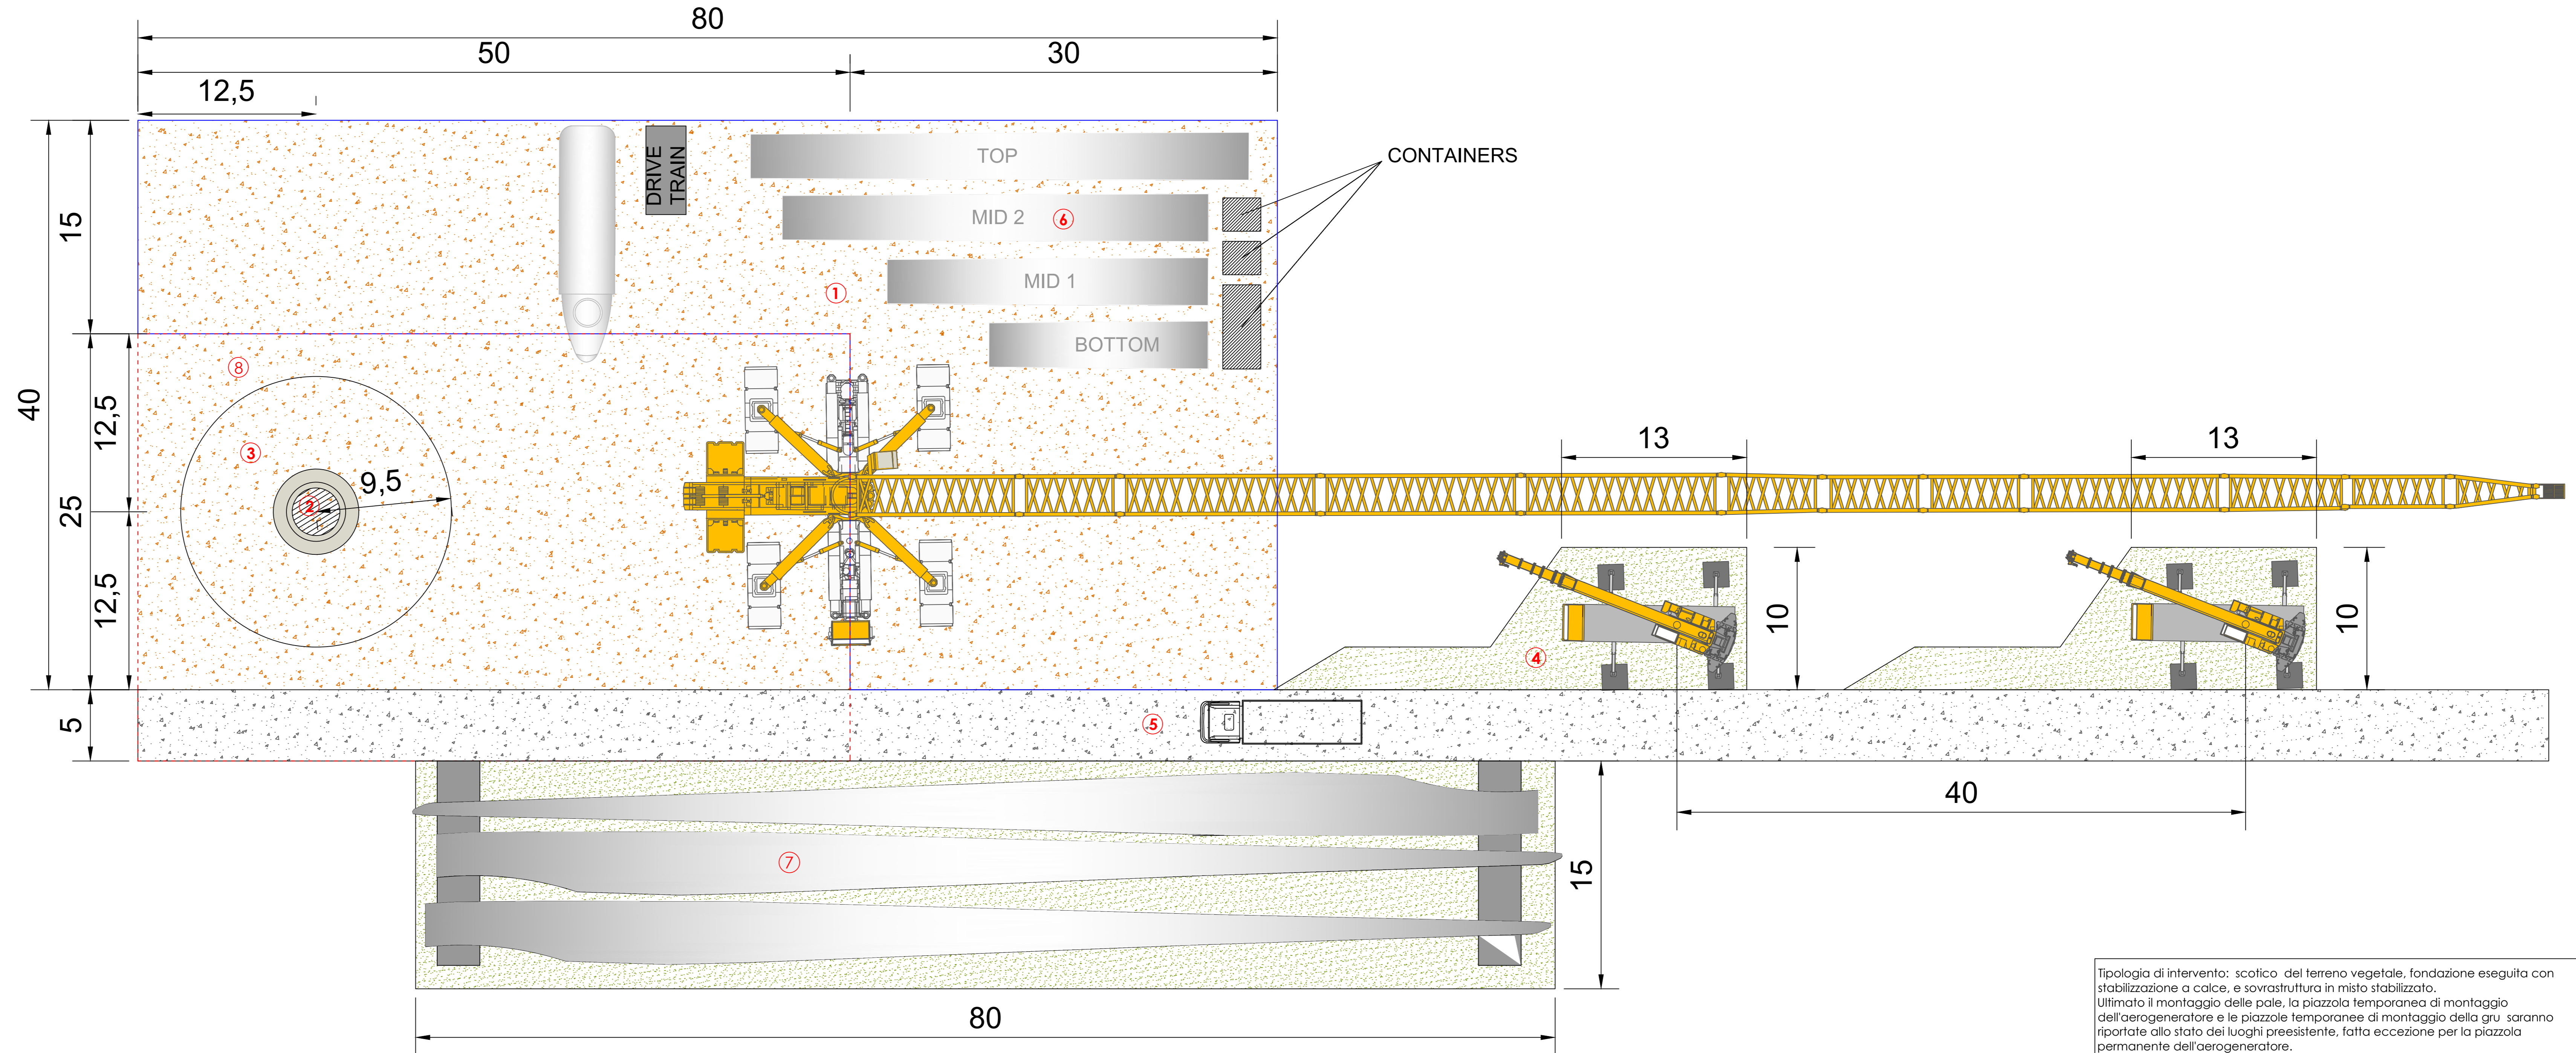 80
50
30
12,5
CONTAINERS
DRIVE
TRAIN
TOP
MID 2
6
15
MID 1
1
BOTTOM
8
40
12,5
3
13
13
9,5
2
25
12,5
10
10
4
5
5
40
7
15
80
Tipologia di intervento: scotico del terreno vegetale, fondazione eseguita con
stabilizzazione a calce, e sovrastruttura in misto stabilizzato.
Ultimato il montaggio delle pale, la piazzola temporanea di montaggio
dell'aerogeneratore e le piazzole temporanee di montaggio della gru saranno
riportate allo stato dei luoghi preesistente, fatta eccezione per la piazzola
permanente dell'aerogeneratore.